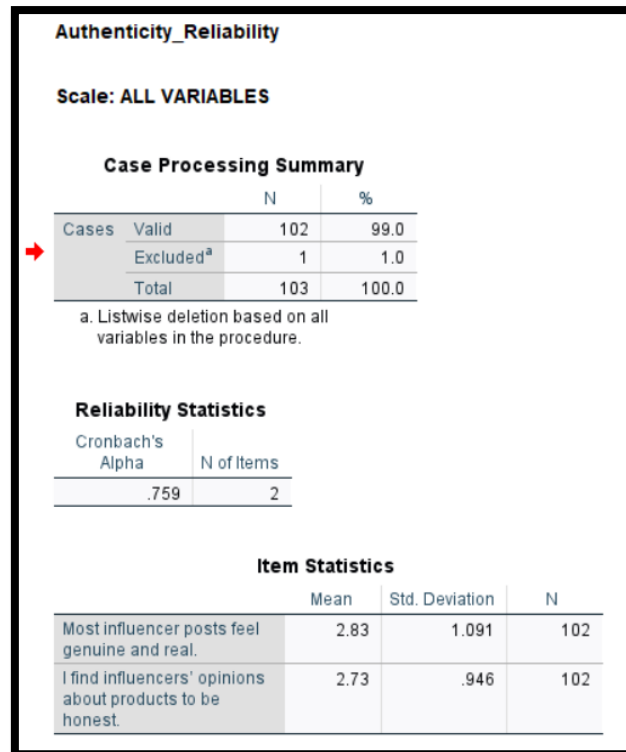 Authenticity_Reliability
Scale: ALL VARIABLES
Case Processing Summary
N %
Cases Valid 102 99.0
Excludedª 1 1.0
Total 103 100.0
a. Listwise deletion based on all
variables in the procedure.
Reliability Statistics
Cronbach's
Alpha N of Items
.759 2
Item Statistics
Mean Std. Deviation N
Most influencer posts feel 2.83 1.091 102
genuine and real.
I find influencers' opinions 2.73 .946 102
about products to be
honest.